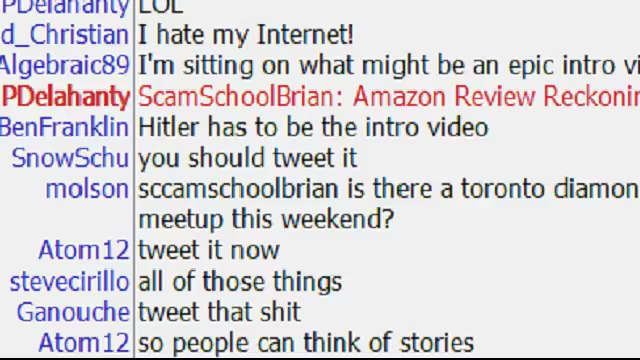 PDelahanty LOL
d_Christian I hate my Internet!
Algebraic89 I'm sitting on what might be an epic intro vi
PDelahanty ScamSchoolBrian: Amazon Review Reckonin
BenFranklin Hitler has to be the intro video
SnowSchu you should tweet it
molson sccamschoolbrian is there a toronto diamon
meetup this weekend?
Atom12 tweet it now
stevecirillo all of those things
Ganouche tweet that shit
Atom12 so people can think of stories